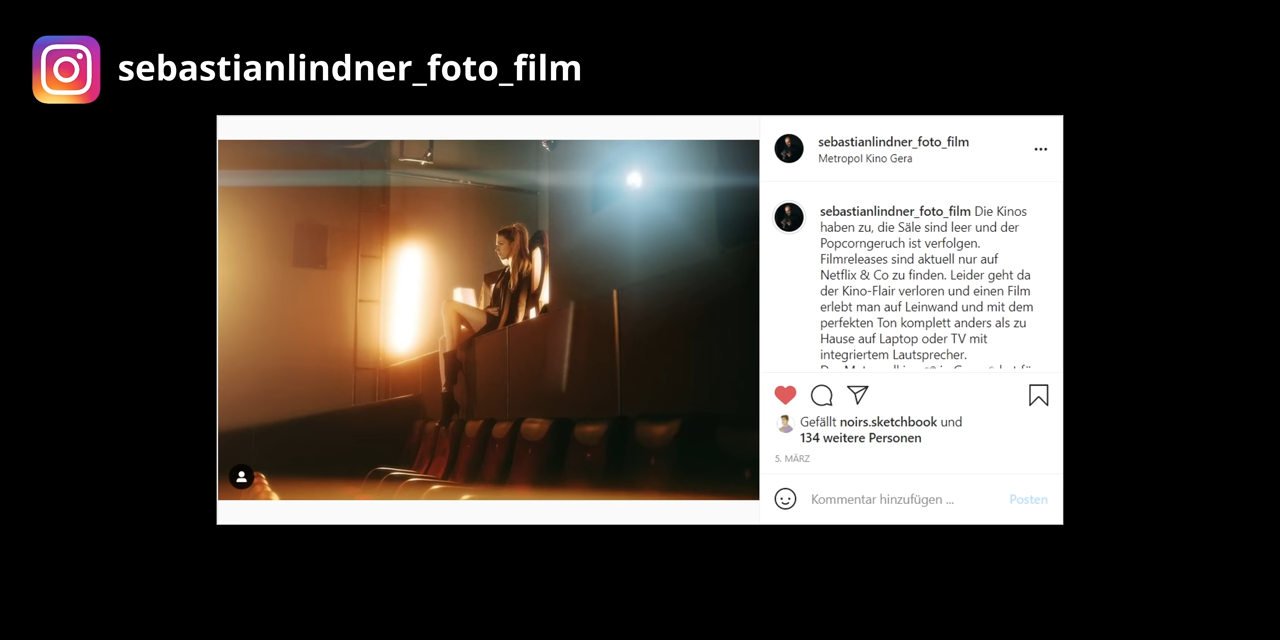 sebastianlindner_foto_film
sebastianlindner_foto_film
Metropol Kino Gera
sebastianlindner_foto_film Die Kinos
haben zu, die Säle sind leer und der
Popcorngeruch ist verfolgen.
Filmreleases sind aktuell nur auf
Netflix & Co zu finden. Leider geht da
der Kino-Flair verloren und einen Film
erlebt man auf Leinwand und mit dem
perfekten Ton komplett anders als zu
Hause auf Laptop oder TV mit
integriertem Lautsprecher.
Gefällt noirs.sketchbook und
134 weitere Personen
5. MÄRZ
Kommentar hinzufügen ...
Posten